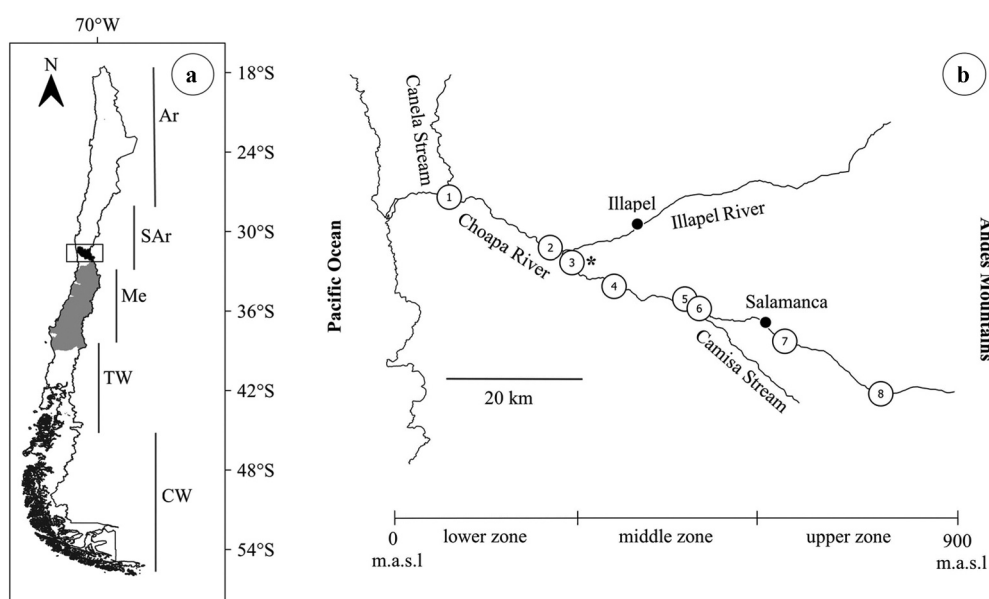 70°W
a
N
18°S
24°S
30°S
36°S
42°S
48°S
54°S
Ar
SAr
Me
TW
CW
b
Canela Stream
1
Choapa River
2
3
*
4
5
6
7
8
Illapel
Illapel River
Salamanca
Camisa Stream
Pacific Ocean
Andes Mountains
20 km
0
m.a.s.l
lower zone
middle zone
upper zone
900
m.a.s.l